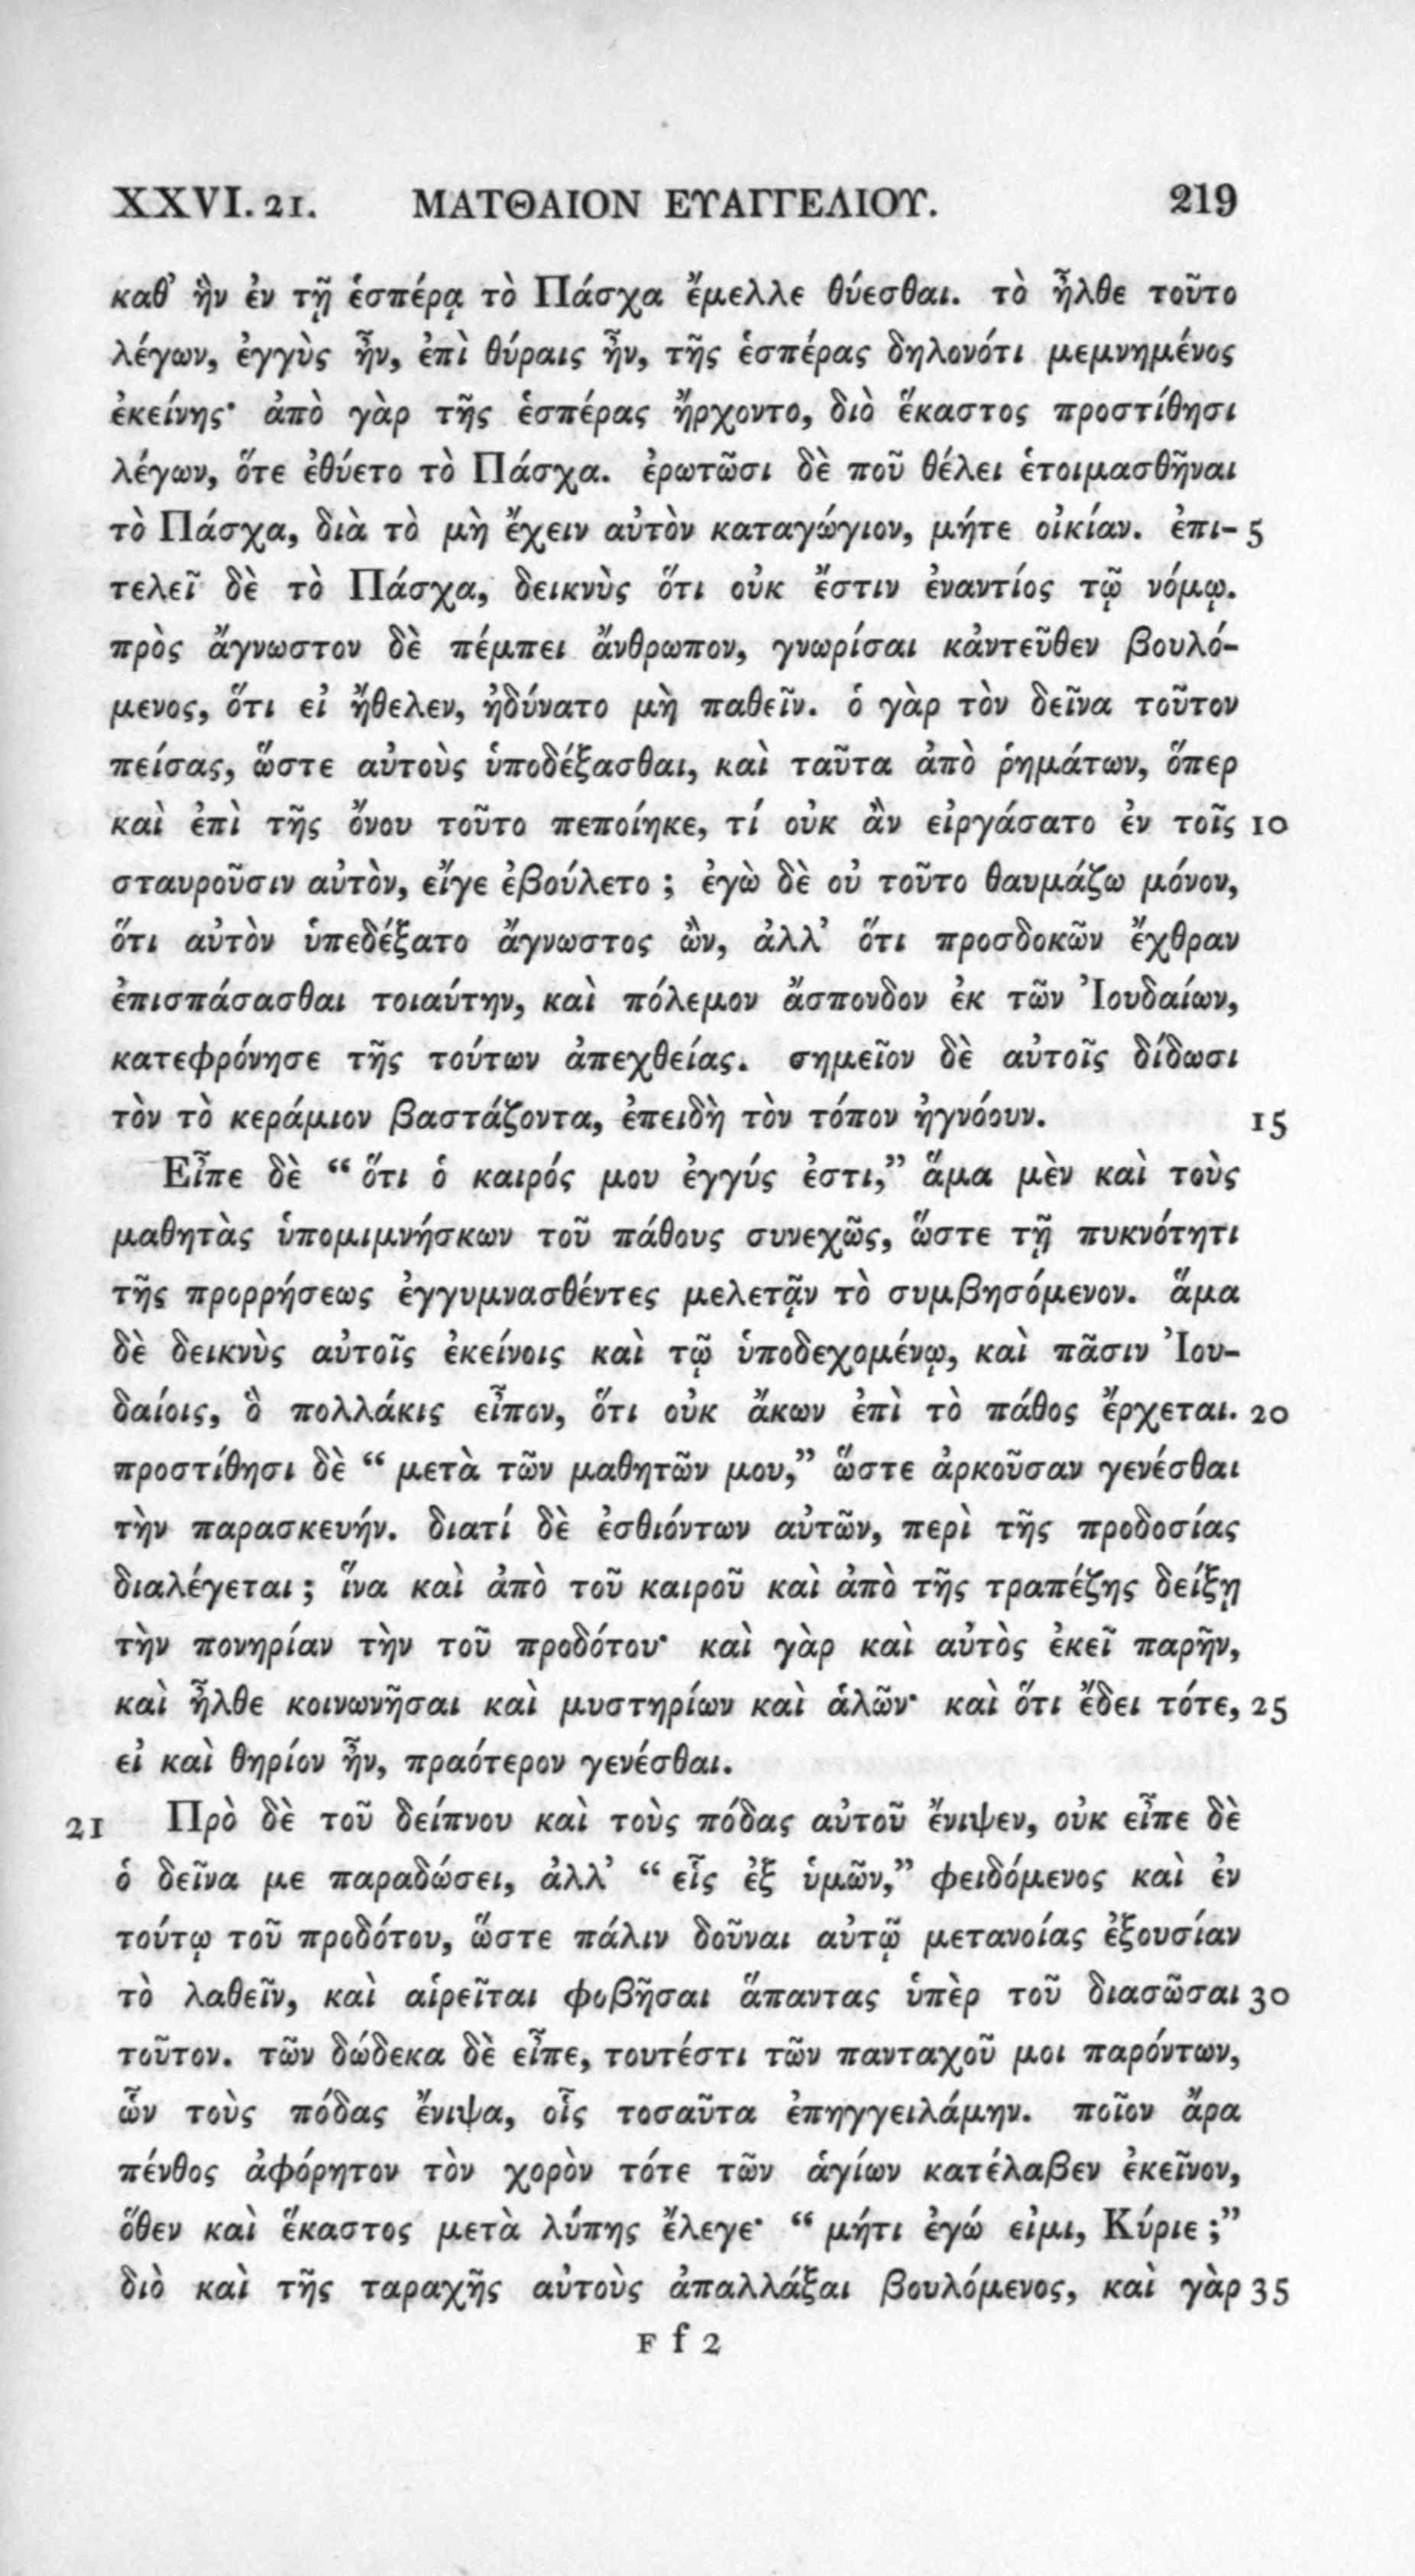 XXVI. 21. ΜΑΤΘΑΙΟΝ ΕΥΑΓΓΕΛΙΟΥ. 219
καθ’ ἣν ἐν τῇ ἑσπέρᾳ τὸ Πάσχα ἔμελλε θύεσθαι. τὸ ἦλθε τοῦτο
λέγων, ἐγγὺς ἦν, ἐπὶ θύραις ἦν, τῆς ἑσπέρας δηλονότι μεμνημένος
ἐκείνης· ἀπὸ γὰρ τῆς ἑσπέρας ἤρχοντο, διὸ ἕκαστος προστίθησι
λέγων, ὅτε ἐθύετο τὸ Πάσχα. ἐρωτῶσι δὲ ποῦ θέλει ἑτοιμασθῆναι
τὸ Πάσχα, διὰ τὸ μὴ ἔχειν αὐτὸν καταγώγιον, μήτε οἰκίαν. ἐπι- 5
τελεῖ δὲ τὸ Πάσχα, δεικνὺς ὅτι οὐκ ἔστιν ἐναντίος τῷ νόμῳ.
πρὸς ἄγνωστον δὲ πέμπει ἄνθρωπον, γνωρίσαι κἀντεῦθεν βουλό-
μενος, ὅτι εἰ ἤθελεν, ἠδύνατο μὴ παθεῖν. ὁ γὰρ τὸν δεῖνα τοῦτον
πείσας, ὥστε αὐτοὺς ὑποδέξασθαι, καὶ ταῦτα ἀπὸ ῥημάτων, ὅπερ
καὶ ἐπὶ τῆς ὄνου τοῦτο πεποίηκε, τί οὐκ ἂν εἰργάσατο ἐν τοῖς 10
σταυροῦσιν αὐτὸν, εἴγε ἐβούλετο ; ἐγὼ δὲ οὐ τοῦτο θαυμάζω μόνον,
ὅτι αὐτὸν ὑπεδέξατο ἄγνωστος ὢν, ἀλλ’ ὅτι προσδοκῶν ἔχθραν
ἐπισπάσασθαι τοιαύτην, καὶ πόλεμον ἄσπονδον ἐκ τῶν Ἰουδαίων,
κατεφρόνησε τῆς τούτων ἀπεχθείας. σημεῖον δὲ αὐτοῖς δίδωσι
τὸν τὸ κεράμιον βαστάζοντα, ἐπειδὴ τὸν τόπον ἠγνόουν. 15
Εἶπε δὲ “ ὅτι ὁ καιρός μου ἐγγύς ἐστι,” ἅμα μὲν καὶ τοὺς
μαθητὰς ὑπομιμνήσκων τοῦ πάθους συνεχῶς, ὥστε τῇ πυκνότητι
τῆς προρρήσεως ἐγγυμνασθέντες μελετᾷν τὸ συμβησόμενον. ἅμα
δὲ δεικνὺς αὐτοῖς ἐκείνοις καὶ τῷ ὑποδεχομένῳ, καὶ πᾶσιν Ἰου-
δαίοις, ὃ πολλάκις εἶπον, ὅτι οὐκ ἄκων ἐπὶ τὸ πάθος ἔρχεται. 20
προστίθησι δὲ “ μετὰ τῶν μαθητῶν μου,” ὥστε ἀρκοῦσαν γενέσθαι
τὴν παρασκευήν. διατί δὲ ἐσθιόντων αὐτῶν, περὶ τῆς προδοσίας
διαλέγεται ; ἵνα καὶ ἀπὸ τοῦ καιροῦ καὶ ἀπὸ τῆς τραπέζης δείξῃ
τὴν πονηρίαν τὴν τοῦ προδότου· καὶ γὰρ καὶ αὐτὸς ἐκεῖ παρῆν,
καὶ ἦλθε κοινωνῆσαι καὶ μυστηρίων καὶ ἁλῶν· καὶ ὅτι ἔδει τότε, 25
εἰ καὶ θηρίον ἦν, πραότερον γενέσθαι.
21 Πρὸ δὲ τοῦ δείπνου καὶ τοὺς πόδας αὐτοῦ ἔνιψεν, οὐκ εἶπε δὲ
ὁ δεῖνα με παραδώσει, ἀλλ’ “ εἷς ἐξ ὑμῶν,” φειδόμενος καὶ ἐν
τούτῳ τοῦ προδότου, ὥστε πάλιν δοῦναι αὐτῷ μετανοίας ἐξουσίαν
τὸ λαθεῖν, καὶ αἱρεῖται φοβῆσαι ἅπαντας ὑπὲρ τοῦ διασῶσαι 30
τοῦτον. τῶν δώδεκα δὲ εἶπε, τουτέστι τῶν πανταχοῦ μοι παρόντων,
ὧν τοὺς πόδας ἔνιψα, οἷς τοσαῦτα ἐπηγγειλάμην. ποῖον ἄρα
πένθος ἀφόρητον τὸν χορὸν τότε τῶν ἁγίων κατέλαβεν ἐκεῖνον,
ὅθεν καὶ ἕκαστος μετὰ λύπης ἔλεγε· “ μήτι ἐγώ εἰμι, Κύριε ;”
διὸ καὶ τῆς ταραχῆς αὐτοὺς ἀπαλλάξαι βουλόμενος, καὶ γὰρ 35
F f 2